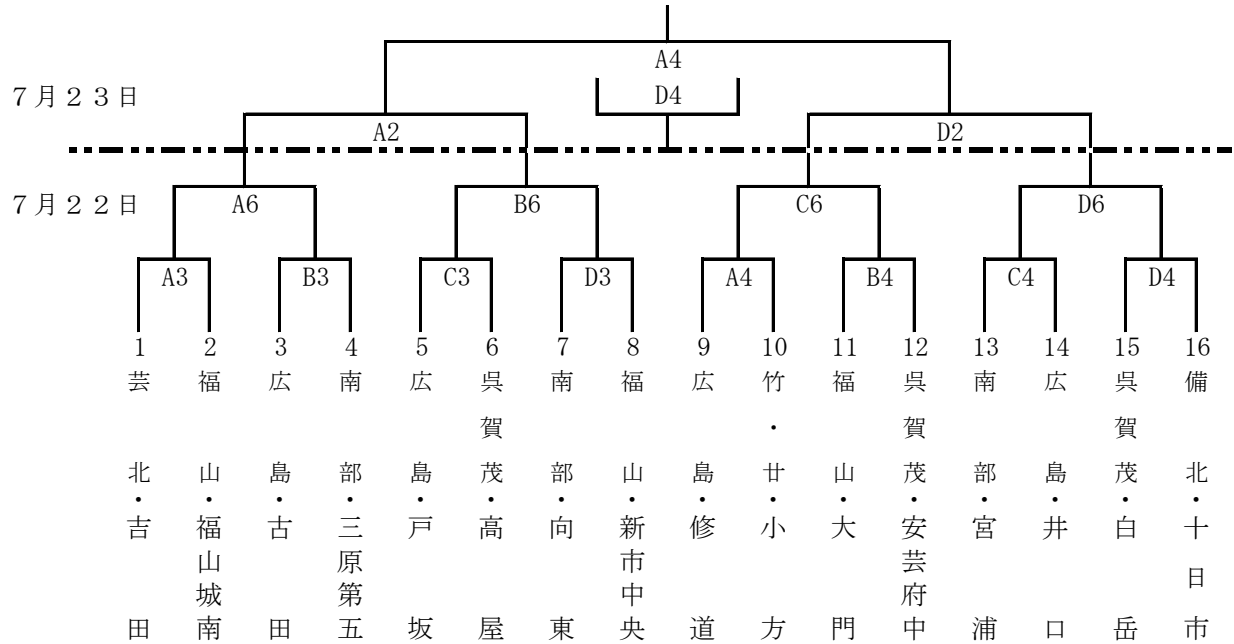 A4
7月23日
D4
A2
D2
7月22日
A6
B6
C6
D6
A3
B3
C3
D3
A4
B4
C4
D4
1
2
3
4
5
6
7
8
9
10
11
12
13
14
15
16
芸北・吉田
福山・福山城南
広島・古田
南部・三原第五
広島・戸坂
呉賀茂・高屋
南部・向東
福山・新市中央
広島・修道
竹・廿・小方
福山・大門
呉賀茂・安芸府中
南部・宮浦
広島・井口
呉賀茂・白岳
備北・十日市